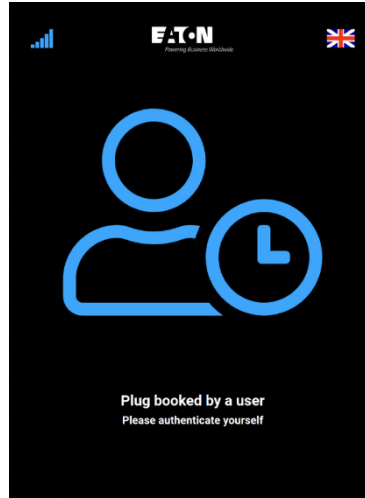 EATON
Powering Business Worldwide
Plug booked by a user
Please authenticate yourself